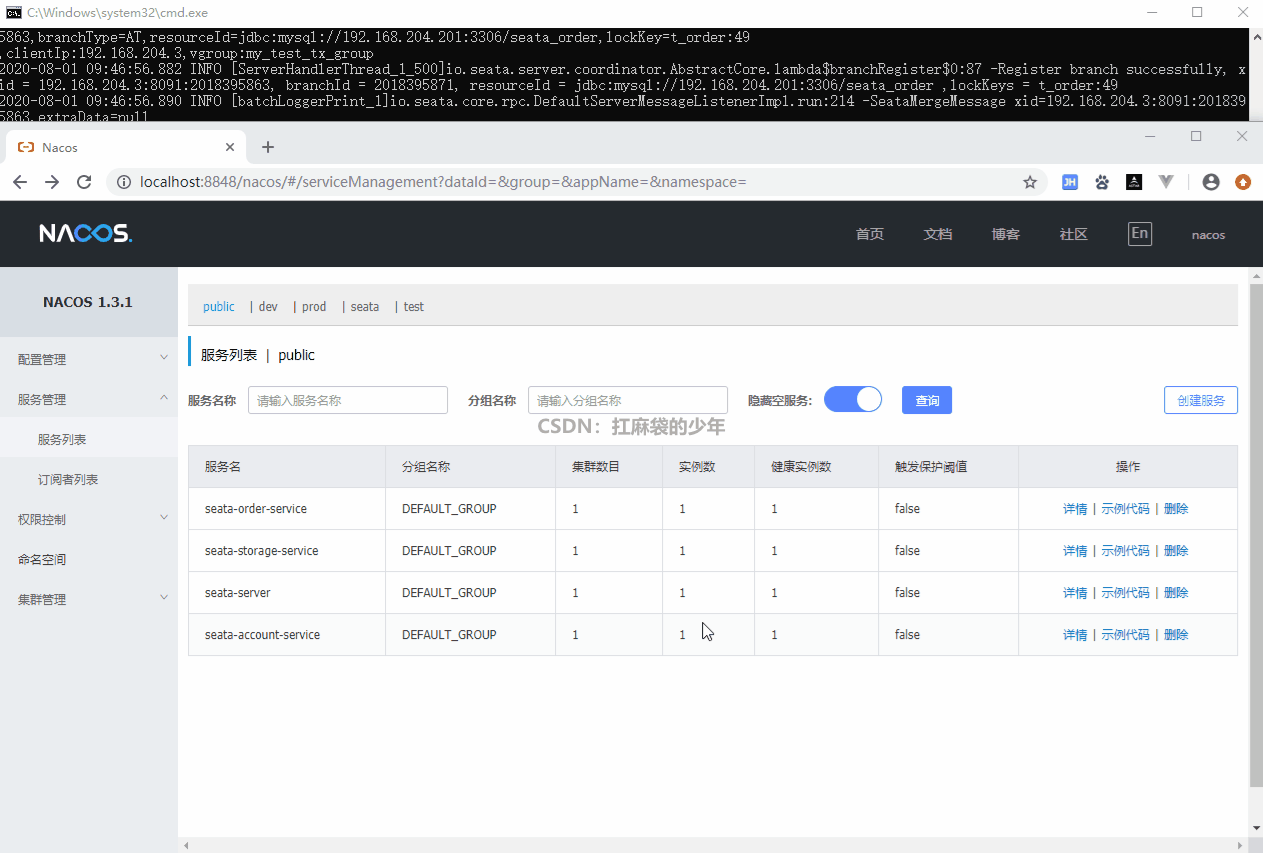 C:\Windows\system32\cmd.exe
5863,branchType=AT,resourceId=jdbc:mysql://192.168.204.201:3306/seata_order,lockKey=t_order:49
,clientIp:192.168.204.3,vgroup:my_test_tx_group
2020-08-01 09:46:56.882 INFO [ServerHandlerThread_1_500]io.seata.server.coordinator.AbstractCore.lambda$branchRegister$0:87 -Register branch successfully, x
id = 192.168.204.3:8091:2018395863, branchId = 2018395871, resourceId = jdbc:mysql://192.168.204.201:3306/seata_order ,lockKeys = t_order:49
2020-08-01 09:46:56.890 INFO [batchLoggerPrint_1]io.seata.core.rpc.DefaultServerMessageListenerImpl.run:214 -SeataMergeMessage xid=192.168.204.3:8091:201839
5863,extraData=null
Nacos
localhost:8848/nacos/#/serviceManagement?dataId=&group=&appName=&namespace=
JH
NACOS. 首页 文档 博客 社区 En nacos
NACOS 1.3.1
配置管理
服务管理
服务列表
订阅者列表
权限控制
命名空间
集群管理
public | dev | prod | seata | test
服务列表 | public
服务名称 请输入服务名称 分组名称 请输入分组名称 隐藏空服务: 查询 创建服务
CSDN：扛麻袋的少年
服务名 分组名称 集群数目 实例数 健康实例数 触发保护阈值 操作
seata-order-service DEFAULT_GROUP 1 1 1 false 详情 | 示例代码 | 删除
seata-storage-service DEFAULT_GROUP 1 1 1 false 详情 | 示例代码 | 删除
seata-server DEFAULT_GROUP 1 1 1 false 详情 | 示例代码 | 删除
seata-account-service DEFAULT_GROUP 1 1 1 false 详情 | 示例代码 | 删除